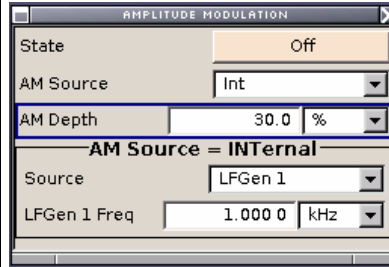 AMPLITUDE MODULATION
State Off
AM Source Int
AM Depth 30.0 %
AM Source = INTernal
Source LFGen 1
LFGen 1 Freq 1.000 0 kHz